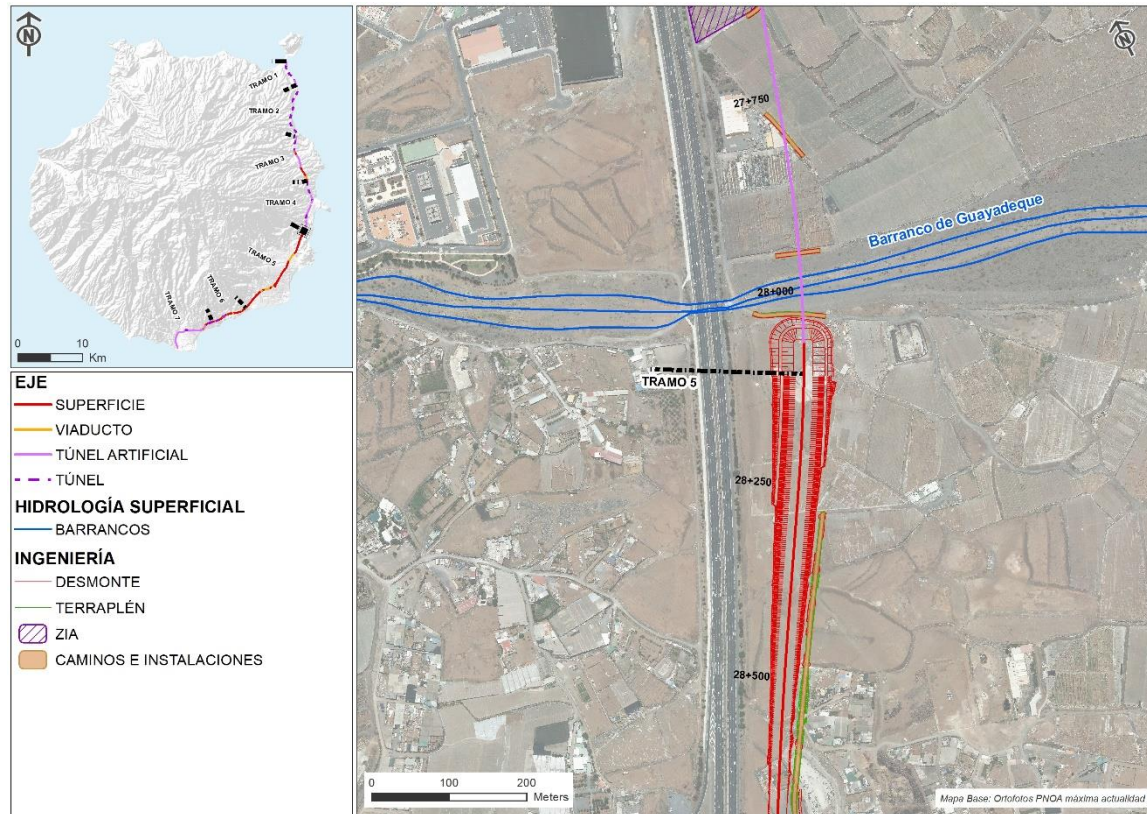 N
TRAMO 1
TRAMO 2
TRAMO 3
TRAMO 4
TRAMO 5
TRAMO 6
TRAMO 7
0 10
Km
EJE
SUPERFICIE
VIADUCTO
TÚNEL ARTIFICIAL
TÚNEL
HIDROLOGÍA SUPERFICIAL
BARRANCOS
INGENIERÍA
DESMONTE
TERRAPLÉN
ZIA
CAMINOS E INSTALACIONES
N
27+750
Barranco de Guayadeque
28+000
TRAMO 5
28+250
28+500
0 100 200
Meters
Mapa Base: Ortofotos PNOA máxima actualidad